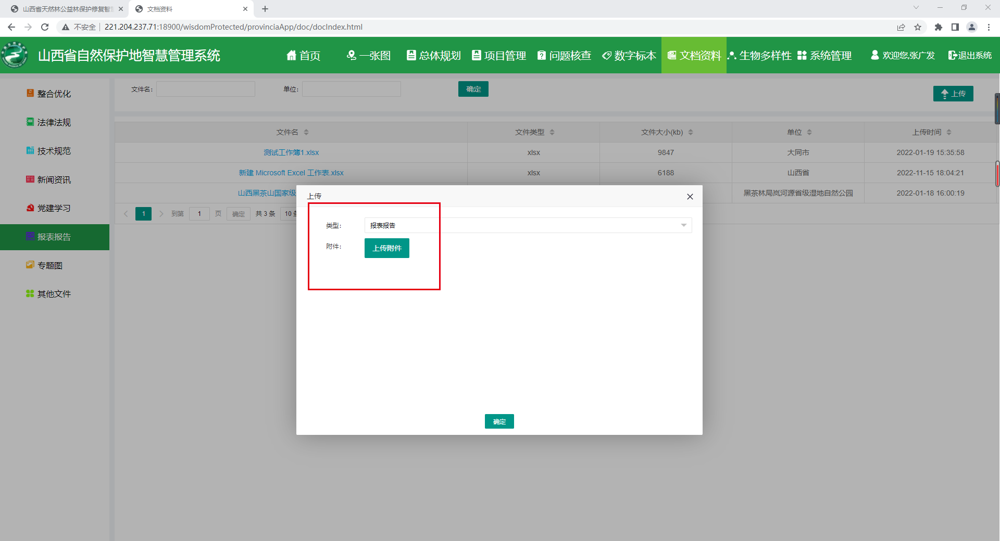 山西省天然林公益林保护修复智
文档资料
不安全 221.204.237.71:18900/wisdomProtected/provinciaApp/doc/docIndex.html
山西省自然保护地智慧管理系统
首页 一张图 总体规划 项目管理 问题核查 数字标本 文档资料 生物多样性 系统管理 欢迎您,张广发 退出系统
整合优化
法律法规
技术规范
新闻资讯
党建学习
报表报告
专题图
其他文件
文件名: 单位: 确定 上传
文件名 文件类型 文件大小(kb) 单位 上传时间
测试工作簿1.xlsx xlsx 9847 大同市 2022-01-19 15:35:58
新建 Microsoft Excel 工作表.xlsx xlsx 6188 山西省 2022-11-15 18:04:21
山西黑茶山国家级 黑茶林局岚河源省级湿地自然公园 2022-01-18 16:00:19
1 到第 1 页 确定 共 3 条 10
上传
类型: 报表报告
附件: 上传附件
确定